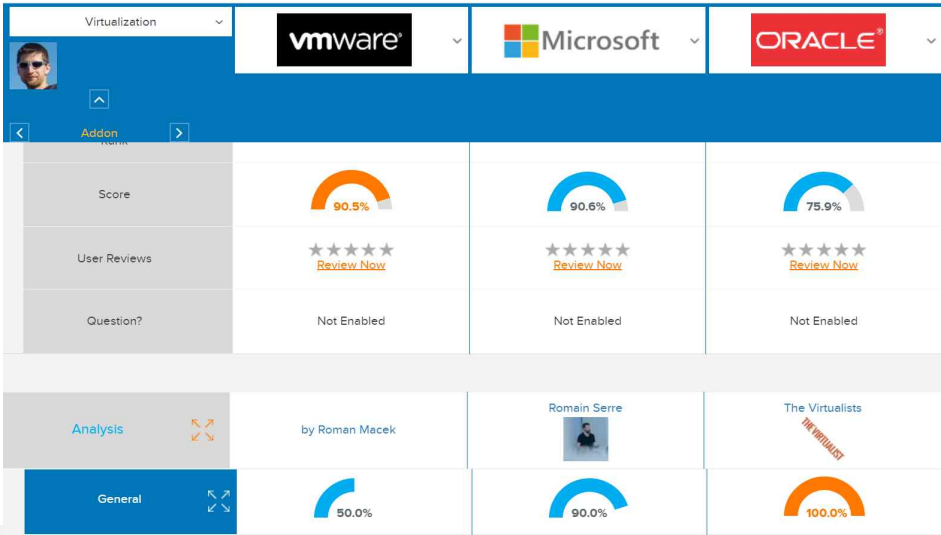 Virtualization
vmware®
Microsoft
ORACLE®
Addon
Rank
Score
90.5%
90.6%
75.9%
User Reviews
Review Now
Review Now
Review Now
Question?
Not Enabled
Not Enabled
Not Enabled
Analysis
by Roman Macek
Romain Serre
The Virtualists
THEVIRTUALIST
General
50.0%
90.0%
100.0%